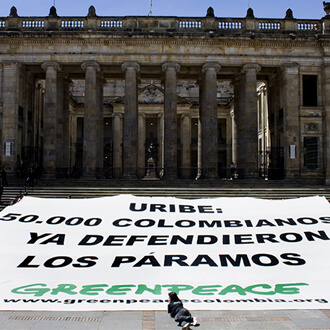 URIBE:
50.000 COLOMBIANOS
YA DEFENDIERON
LOS PÁRAMOS
GREENPEACE
www.greenpeacecolombia.org